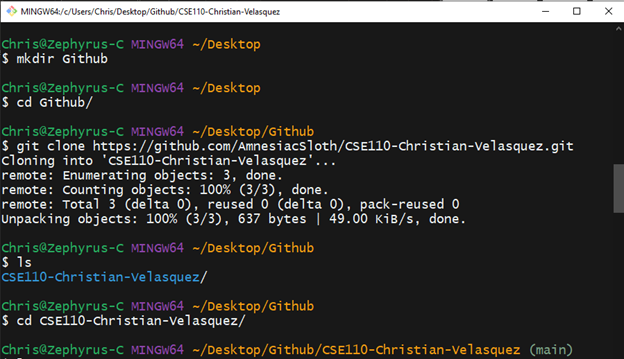 MINGW64:/c/Users/Chris/Desktop/Github/CSE110-Christian-Velasquez
Chris@Zephyrus-C MINGW64 ~/Desktop
$ mkdir Github
Chris@Zephyrus-C MINGW64 ~/Desktop
$ cd Github/
Chris@Zephyrus-C MINGW64 ~/Desktop/Github
$ git clone https://github.com/AmnesiacSloth/CSE110-Christian-Velasquez.git
Cloning into 'CSE110-Christian-Velasquez'...
remote: Enumerating objects: 3, done.
remote: Counting objects: 100% (3/3), done.
remote: Total 3 (delta 0), reused 0 (delta 0), pack-reused 0
Unpacking objects: 100% (3/3), 637 bytes | 49.00 KiB/s, done.
Chris@Zephyrus-C MINGW64 ~/Desktop/Github
$ ls
CSE110-Christian-Velasquez/
Chris@Zephyrus-C MINGW64 ~/Desktop/Github
$ cd CSE110-Christian-Velasquez/
Chris@Zephyrus-C MINGW64 ~/Desktop/Github/CSE110-Christian-Velasquez (main)